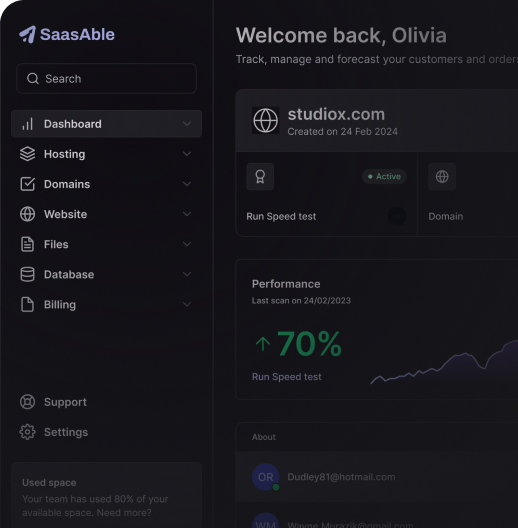 SaasAble
Search
Dashboard
Hosting
Domains
Website
Files
Database
Billing
Support
Settings
Used space
Your team has used 80% of your
available space. Need more?
Welcome back, Olivia
Track, manage and forecast your customers and orders
studiox.com
Created on 24 Feb 2024
Active
Run Speed test
Domain
Performance
Last scan on 24/02/2023
70%
Run Speed test
About
OR
Dudley81@hotmail.com
WM
Wayne.Murazik@gmail.com